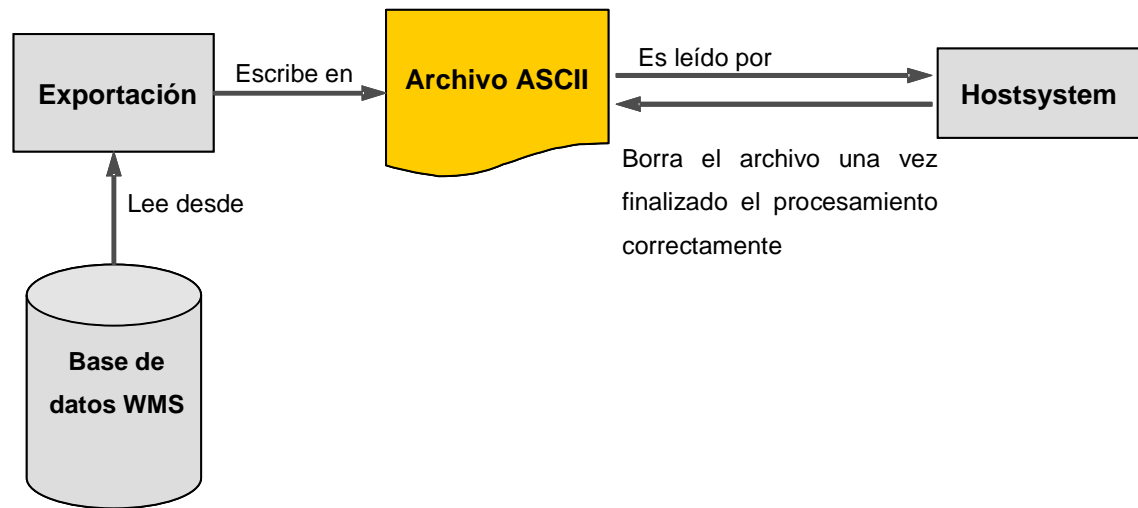 Exportación
Escribe en
Archivo ASCII
Es leído por
Hostsystem
Borra el archivo una vez
finalizado el procesamiento
correctamente
Lee desde
Base de
datos WMS